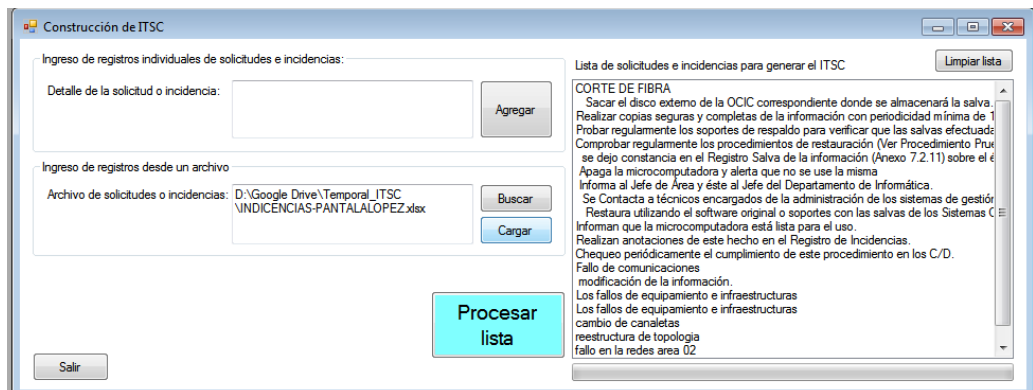 Construcción de ITSC
Ingreso de registros individuales de solicitudes e incidencias:
Detalle de la solicitud o incidencia:
Agregar
Ingreso de registros desde un archivo
Archivo de solicitudes o incidencias:
D:\Google Drive\Temporal_ITSC
\INDICENCIAS-PANTALALOPEZ.xlsx
Buscar
Cargar
Procesar
lista
Salir
Lista de solicitudes e incidencias para generar el ITSC
Limpiar lista
CORTE DE FIBRA
Sacar el disco externo de la OCIC correspondiente donde se almacenará la salva.
Realizar copias seguras y completas de la información con periodicidad mínima de 1
Probar regulamente los soportes de respaldo para verificar que las salvas efectuada
Comprobar regulamente los procedimientos de restauración (Ver Procedimiento Prue
se dejo constancia en el Registro Salva de la información (Anexo 7.2.11) sobre el é
Apaga la microcomputadora y alerta que no se use la misma
Informa al Jefe de Área y éste al Jefe del Departamento de Informática.
Se Contacta a técnicos encargados de la administración de los sistemas de gestión
Restaura utilizando el software original o soportes con las salvas de los Sistemas
Informan que la microcomputadora está lista para el uso.
Realizan anotaciones de este hecho en el Registro de Incidencias.
Chequeo periódicamente el cumplimiento de este procedimiento en los C/D.
Fallo de comunicaciones
modificación de la información.
Los fallos de equipamiento e infraestructuras
Los fallos de equipamiento e infraestructuras
cambio de canaletas
reestructura de topologia
fallo en la redes area 02